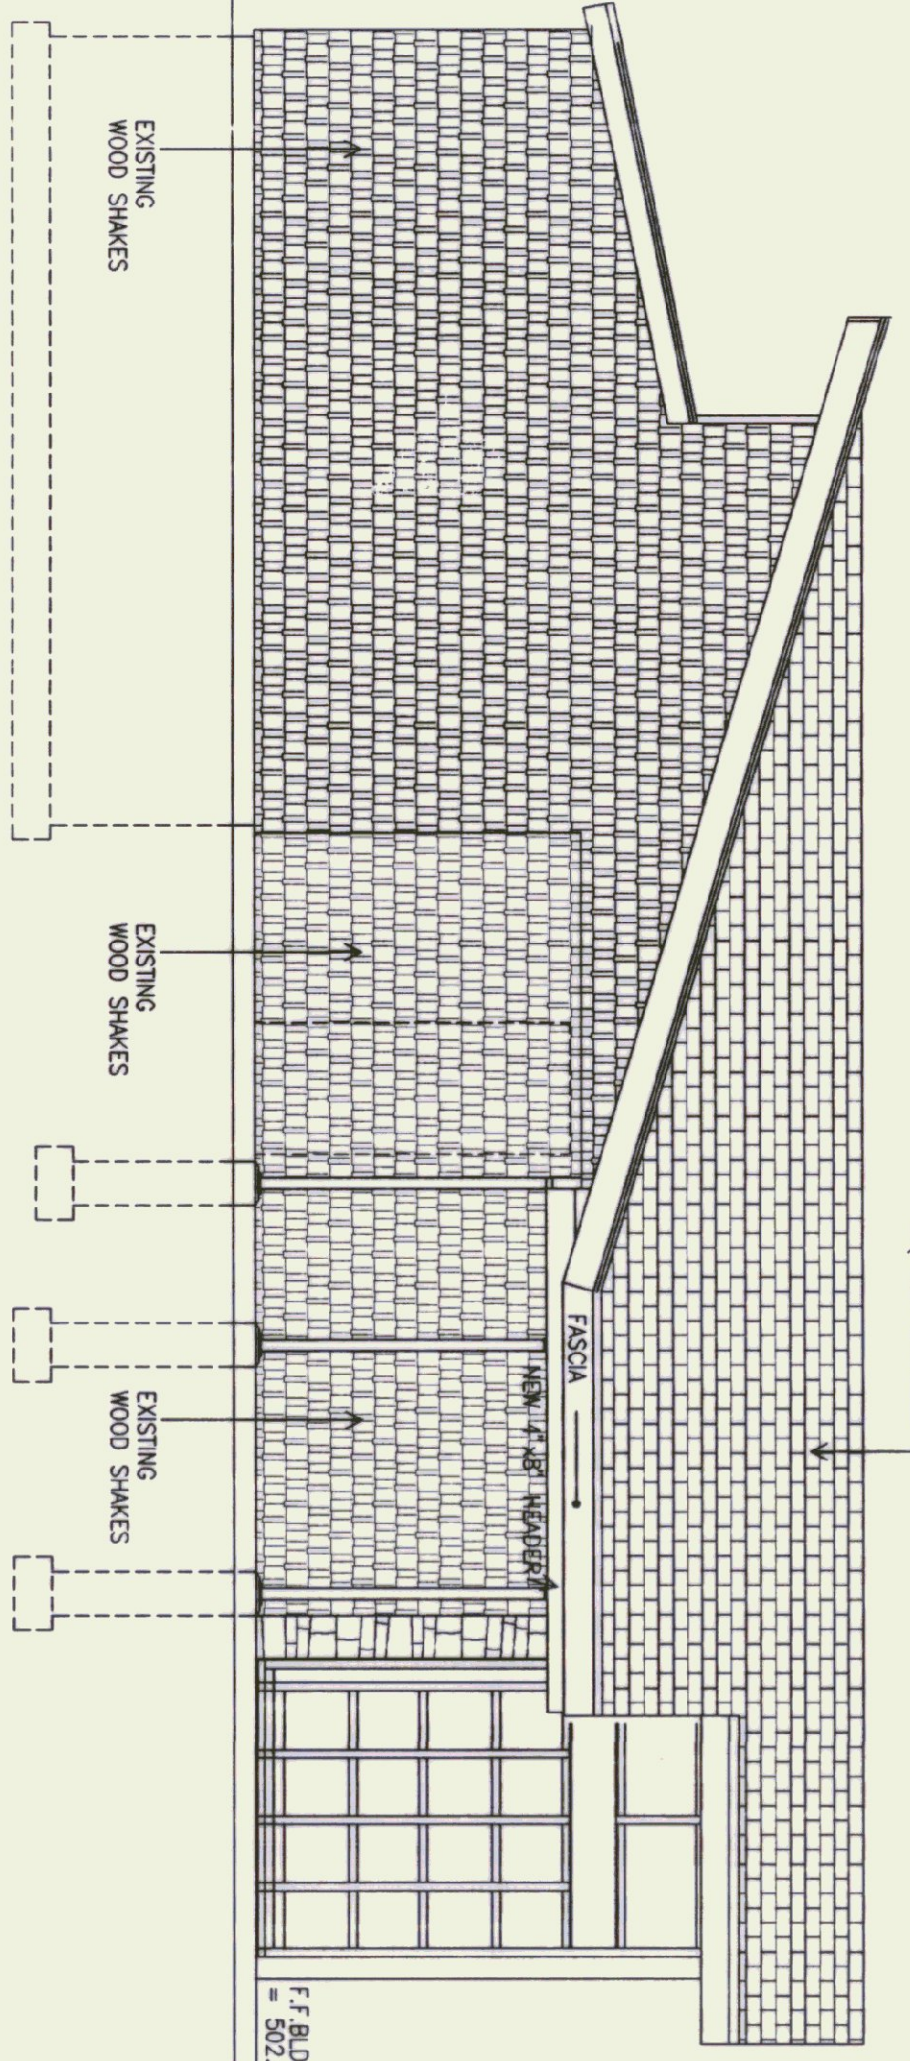 EXISTING
WOOD SHAKES
EXISTING
WOOD SHAKES
FASCIA
NEW 4" x8" HEADER
EXISTING
WOOD SHAKES
F.F.BLD
= 502.